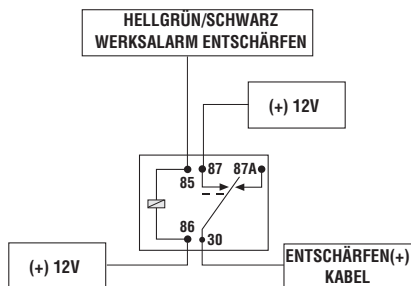 HELLGRÜN/SCHWARZ
WERKSALARM ENTSCHÄRFEN
(+) 12V
87
87A
85
86
30
(+) 12V
ENTSCHÄRFEN(+)
KABEL